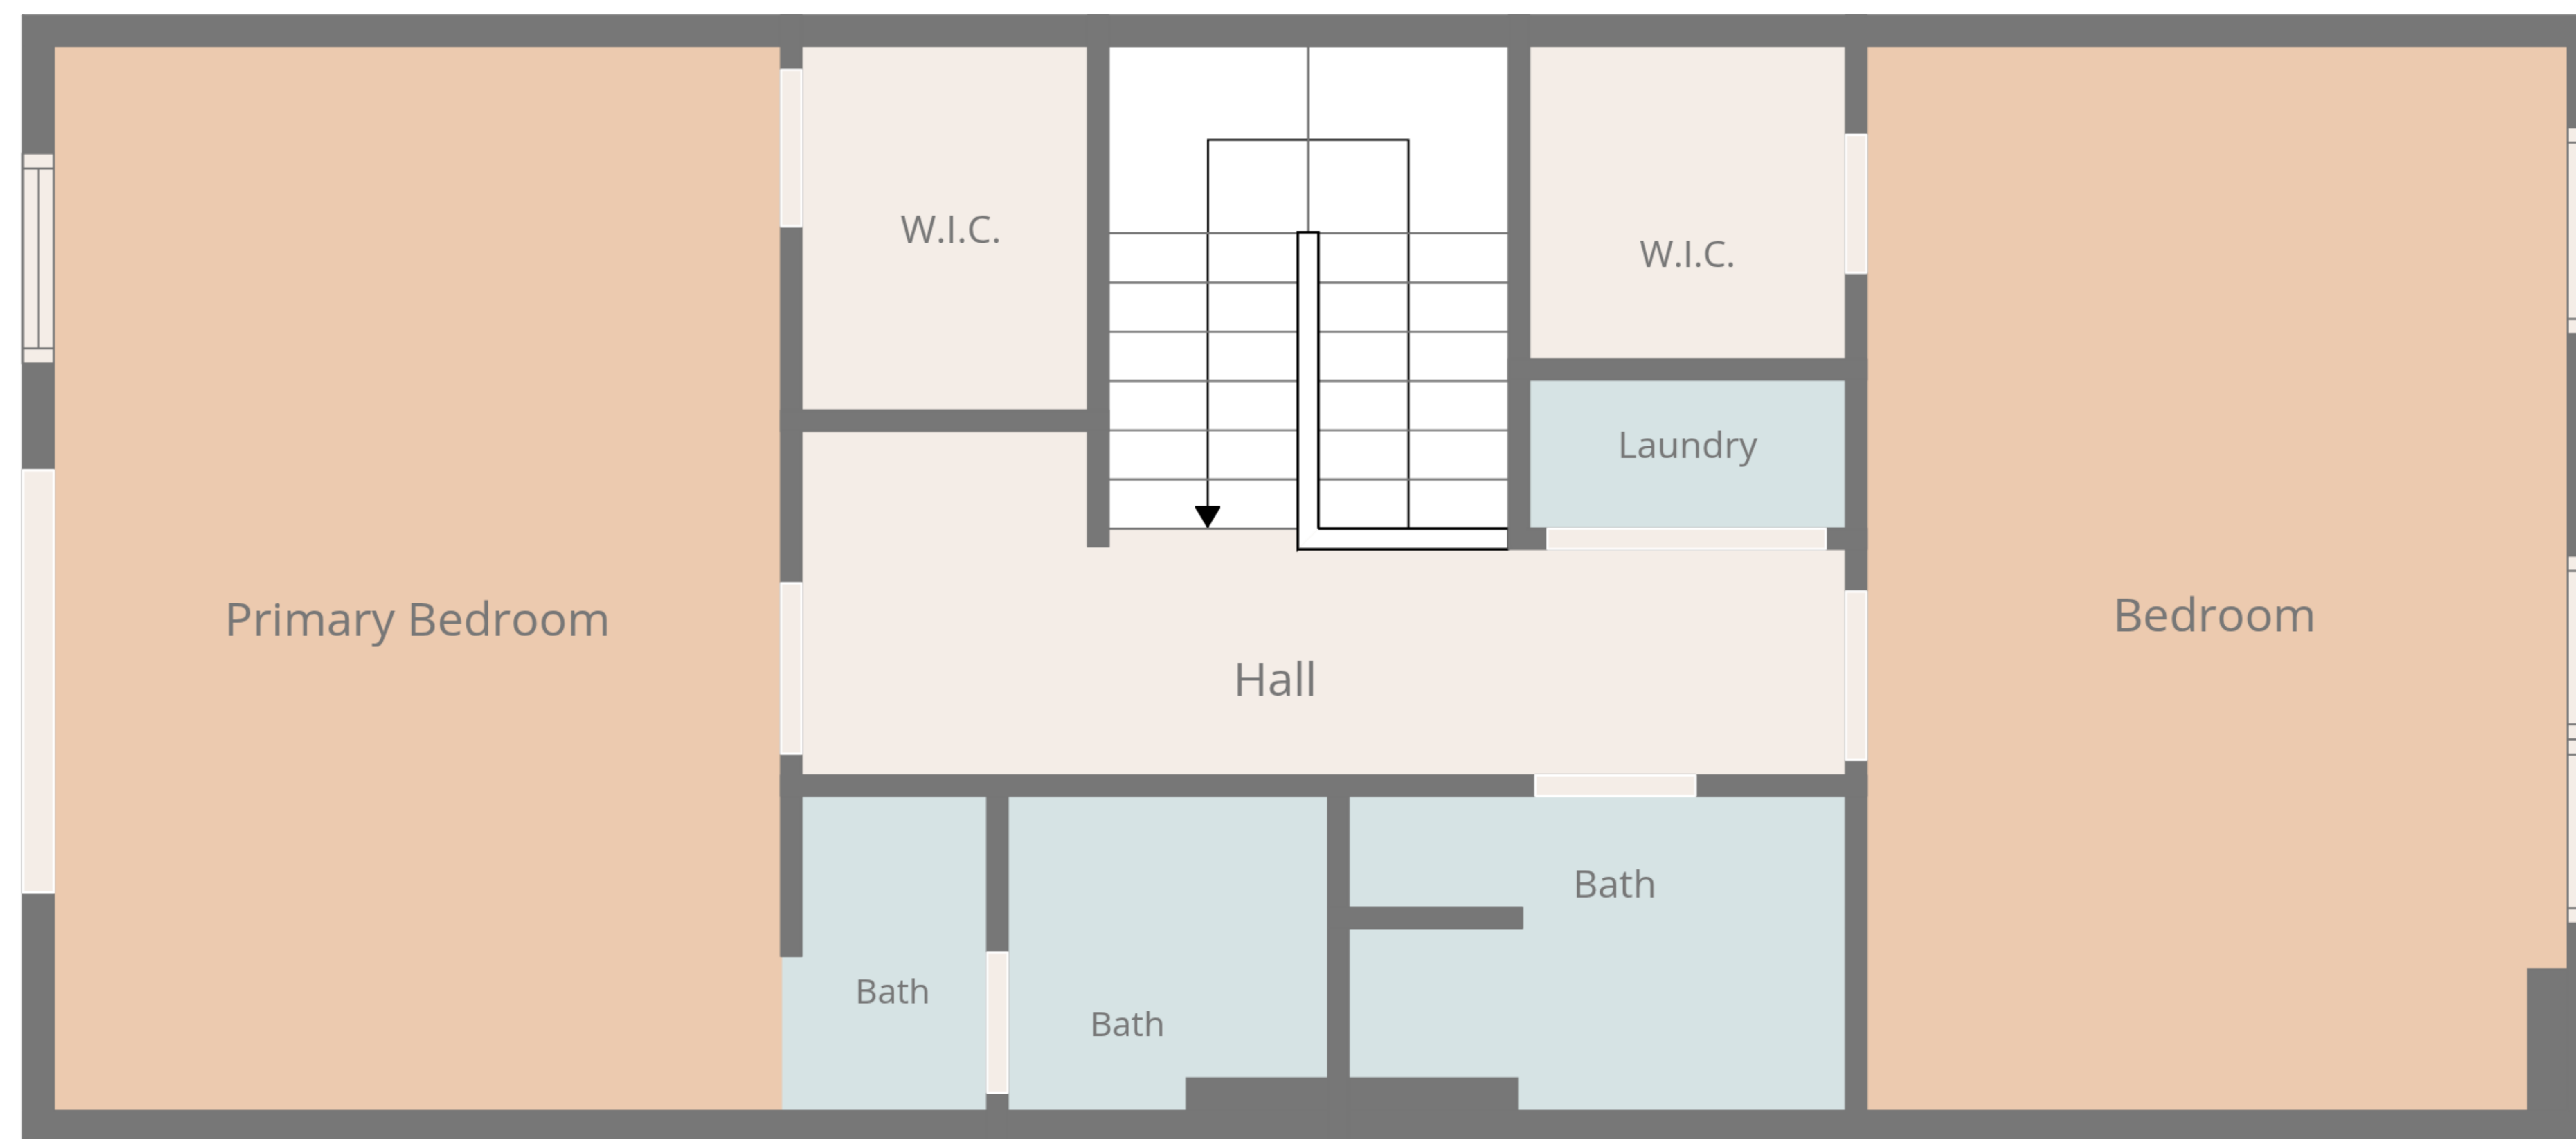 W.I.C.
W.I.C.
Laundry
Primary Bedroom
Bedroom
Hall
Bath
Bath
Bath